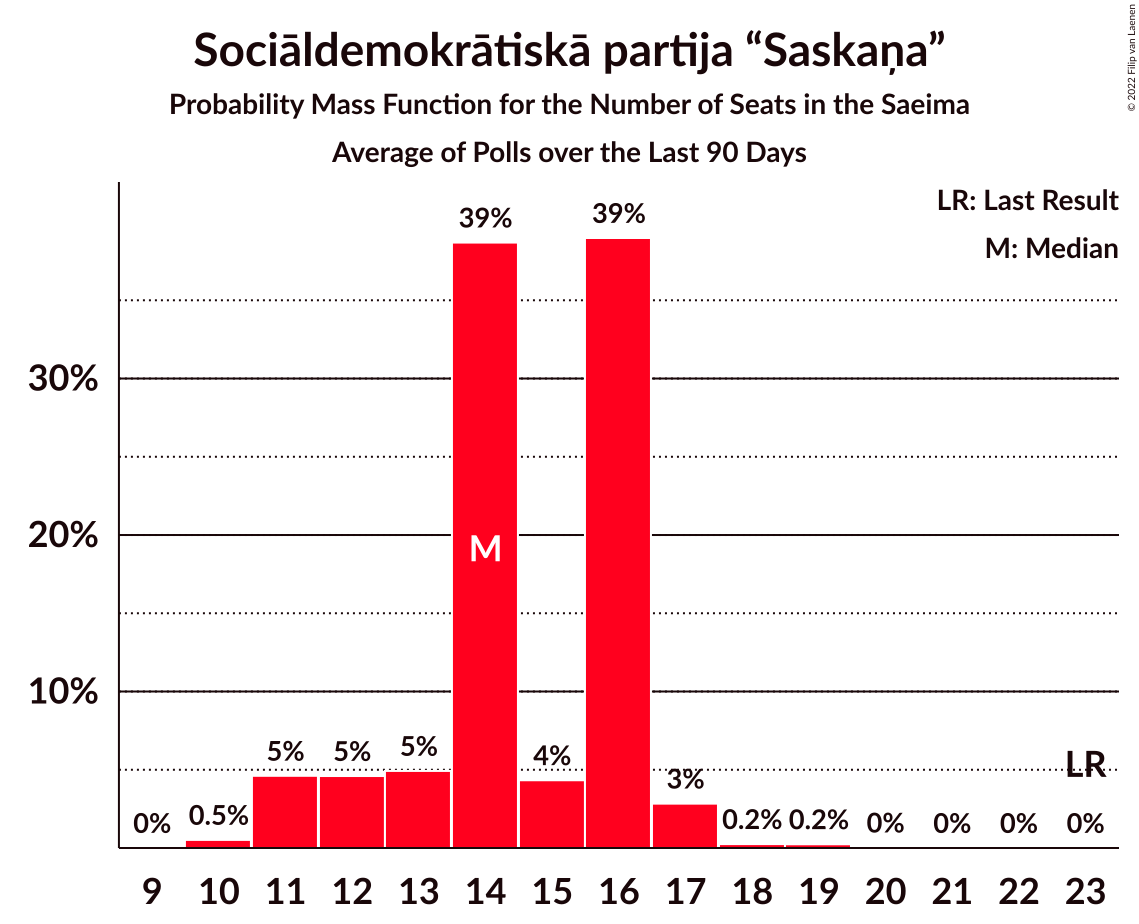 Sociāldemokrātiskā partija “Saskaņa”
Probability Mass Function for the Number of Seats in the Saeima
Average of Polls over the Last 90 Days
© 2022 Filip van Laenen
LR: Last Result
M: Median
39% 39%
30%
20%
M
10%
5% 5% 5% 4% 3% LR
0% 0.5% 0.2% 0.2% 0% 0% 0% 0%
9 10 11 12 13 14 15 16 17 18 19 20 21 22 23